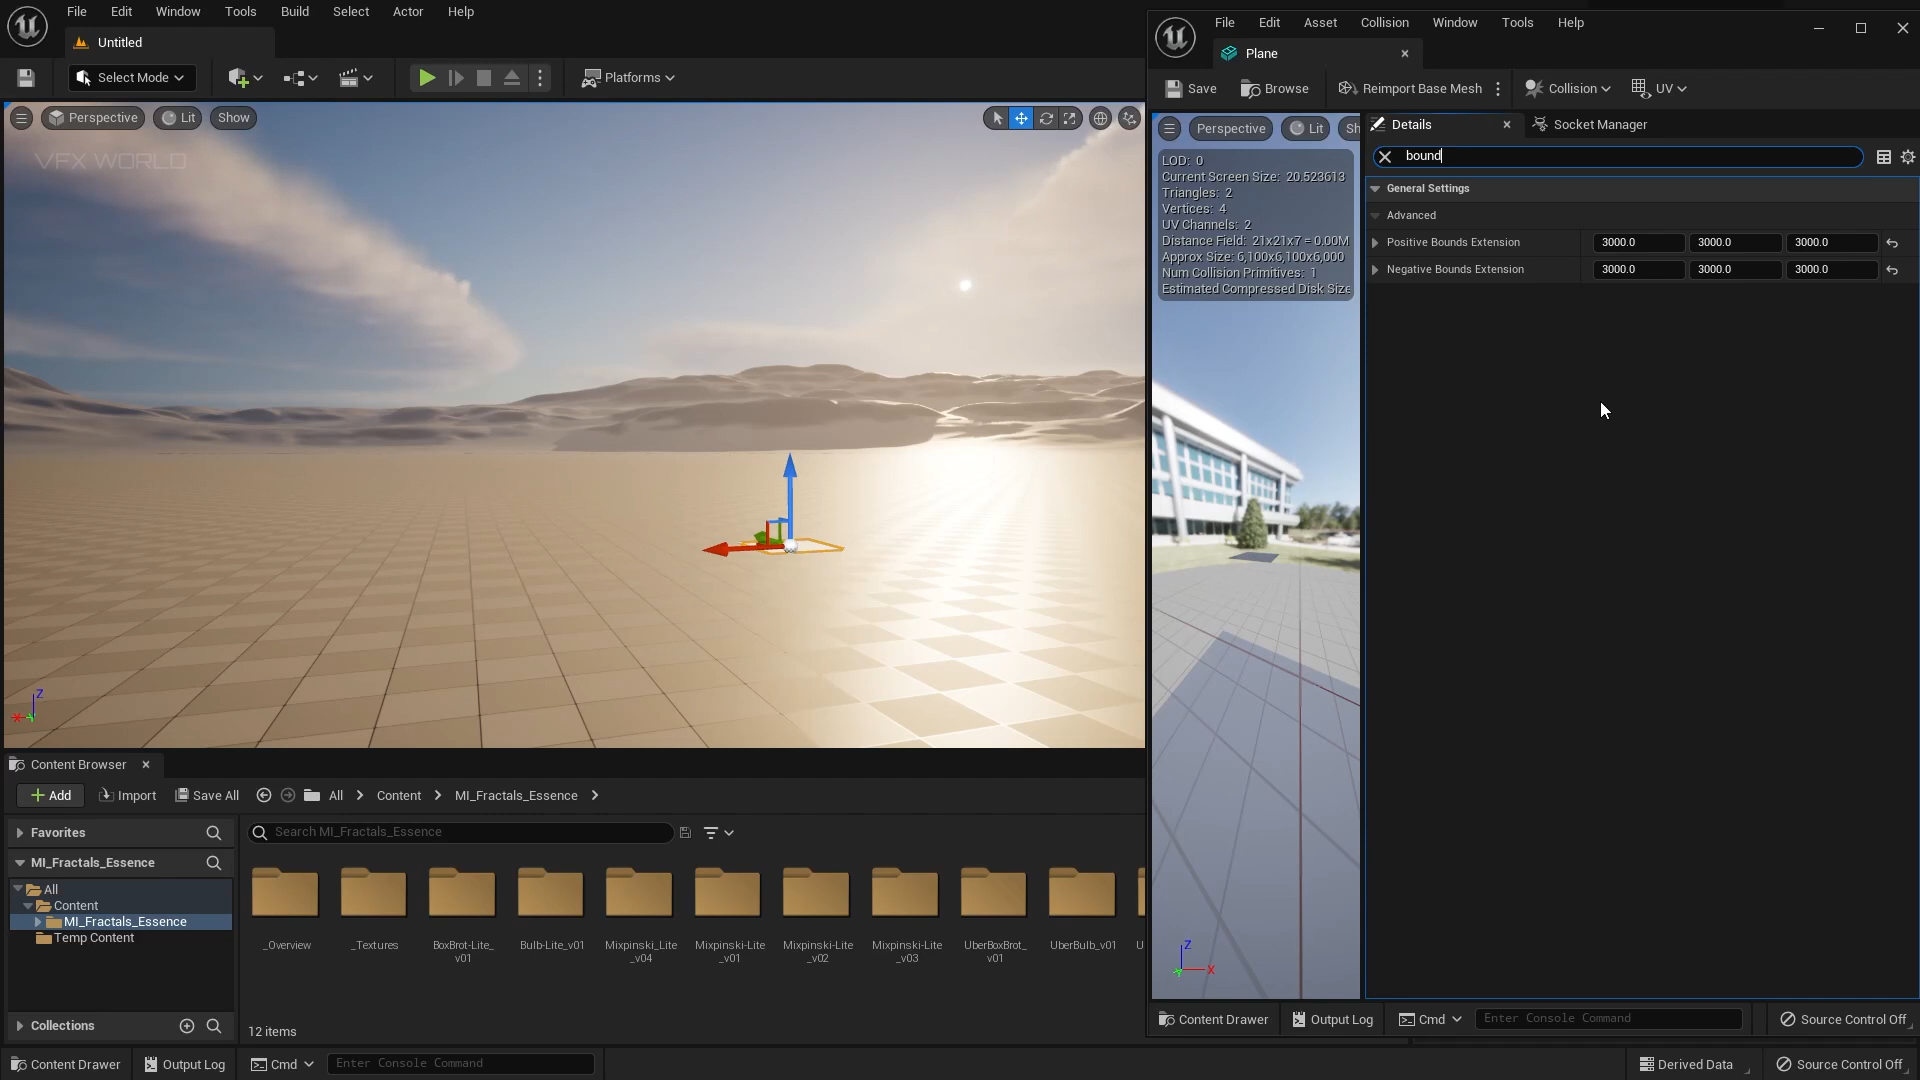 File Edit Window Tools Build Select Actor Help
Untitled
Select Mode
Platforms
Perspective Lit Show
VFX WORLD
Z
Content Browser
Add Import Save All All Content MI_Fractals_Essence
Favorites
Search MI_Fractals_Essence
MI_Fractals_Essence
All
Content
MI_Fractals_Essence
Temp Content
Collections
_Overview
_Textures
BoxBrot-Lite_
v01
Bulb-Lite_v01
Mixpinski_Lite
_v04
Mixpinski-Lite
_v01
Mixpinski-Lite
_v02
Mixpinski-Lite
_v03
UberBoxBrot_
v01
UberBulb_v01
U
12 items
Content Drawer Output Log Cmd Enter Console Command Derived Data Source Control Off
File Edit Asset Collision Window Tools Help
Plane
Save Browse Reimport Base Mesh Collision UV
Perspective Lit Sh
LOD: 0
Current Screen Size: 20.523613
Triangles: 2
Vertices: 4
UV Channels: 2
Distance Field: 21x21x7 = 0.00M
Approx Size: 6,100x6,100x6,000
Num Collision Primitives: 1
Estimated Compressed Disk Size
Z
X
Details Socket Manager
bound
General Settings
Advanced
Positive Bounds Extension 3000.0 3000.0 3000.0
Negative Bounds Extension 3000.0 3000.0 3000.0
Content Drawer Output Log Cmd Enter Console Command Source Control Off